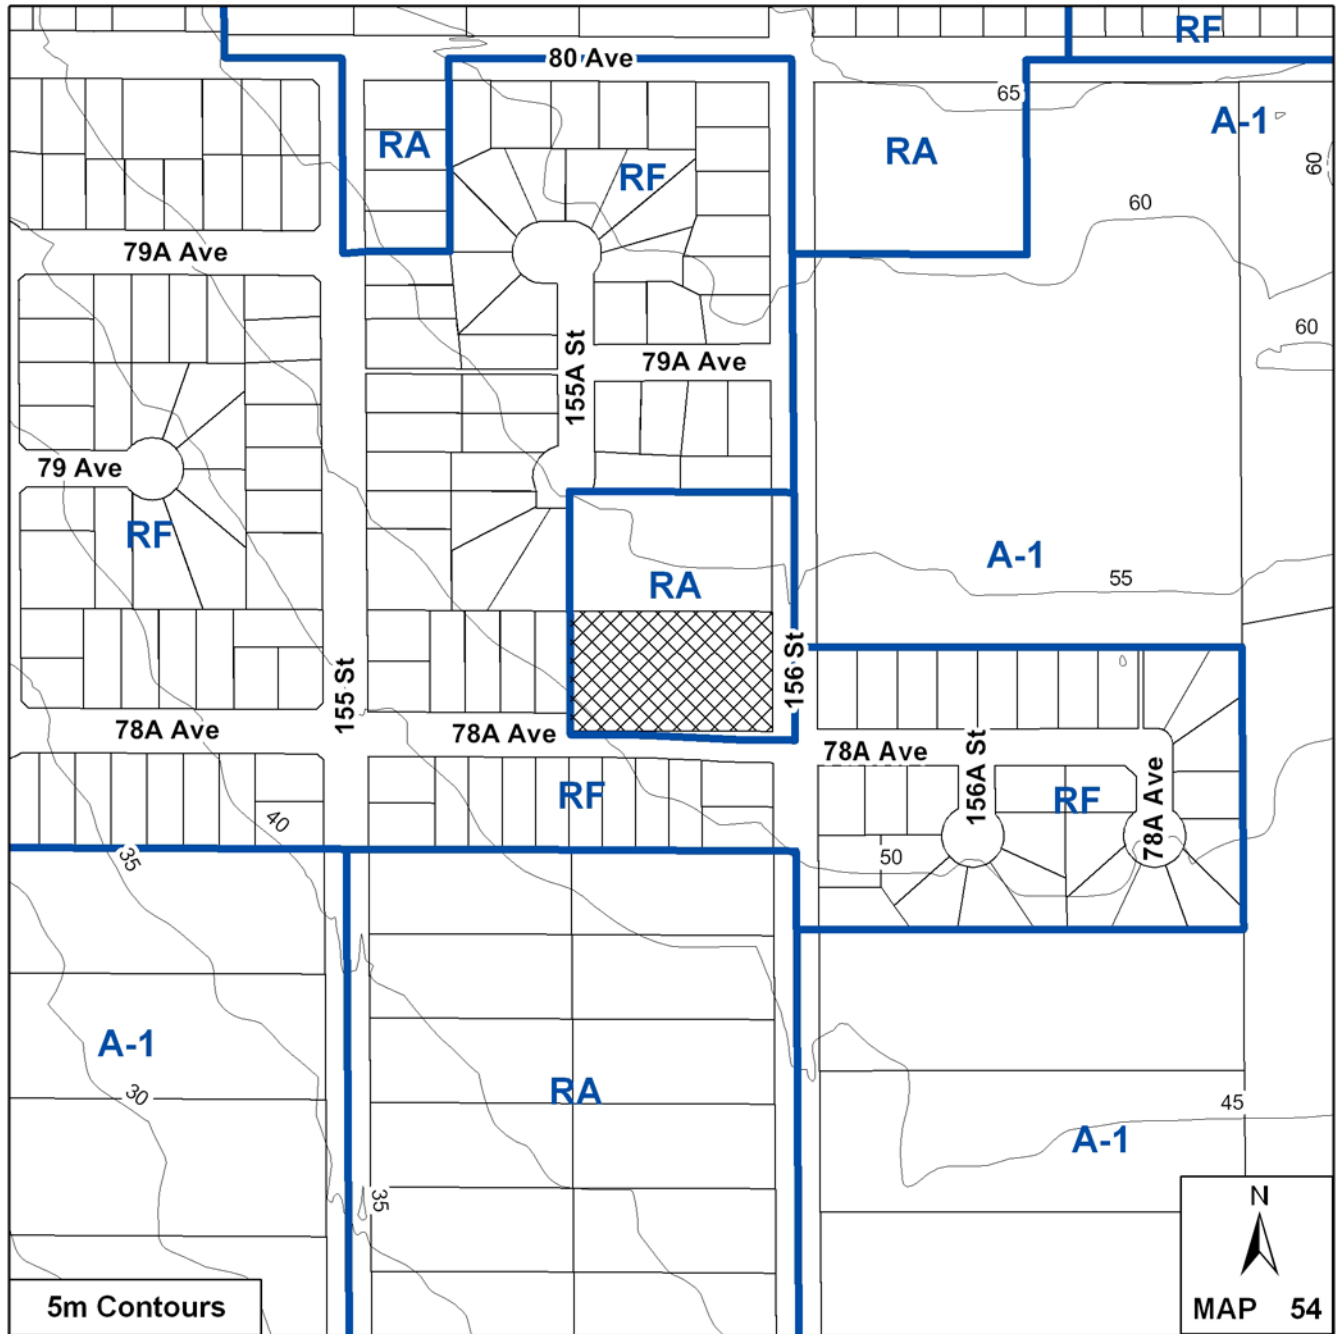 RF
80 Ave
65
A-1
RA
RA
60
RF
60
79A Ave
60
155A St
79A Ave
79 Ave
RF
A-1
55
RA
156 St
155 St
78A Ave
78A Ave
78A Ave
156A St
78A Ave
RF
RF
40
35
50
A-1
30
RA
45
A-1
35
N
5m Contours
MAP 54